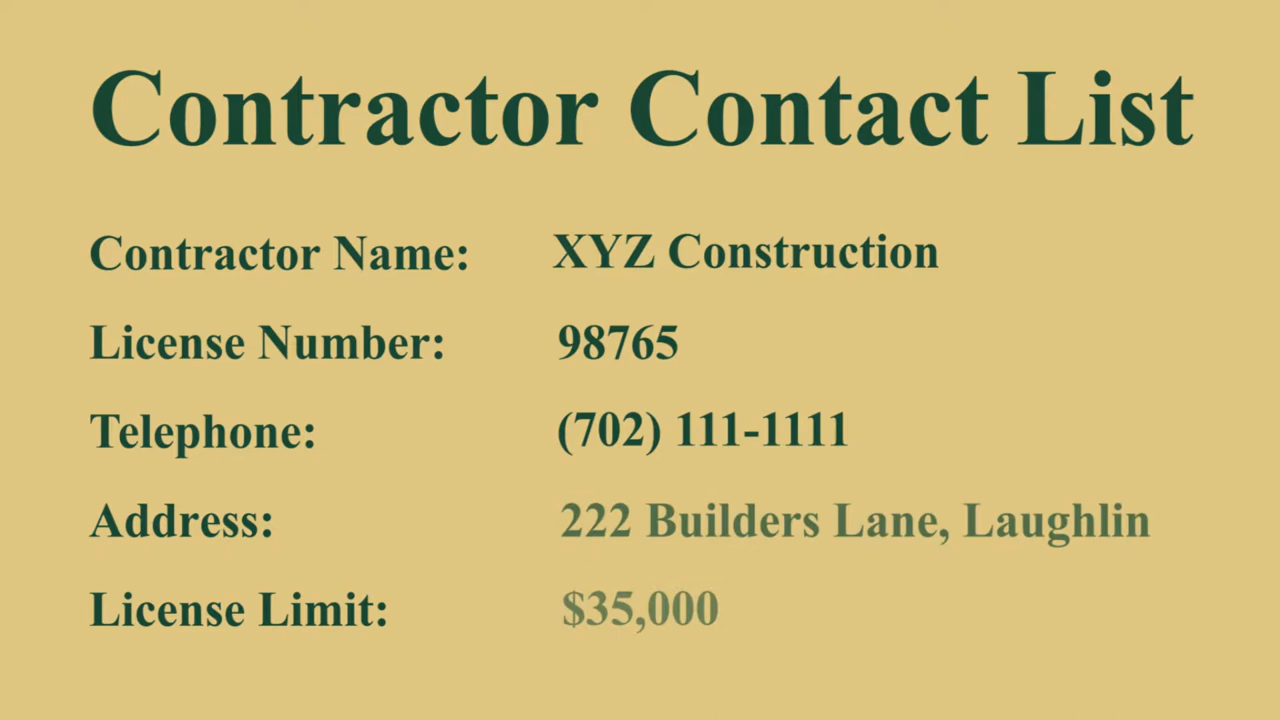 Contractor Contact List
Contractor Name: XYZ Construction
License Number: 98765
Telephone: (702) 111-1111
Address: 222 Builders Lane, Laughlin
License Limit: $35,000